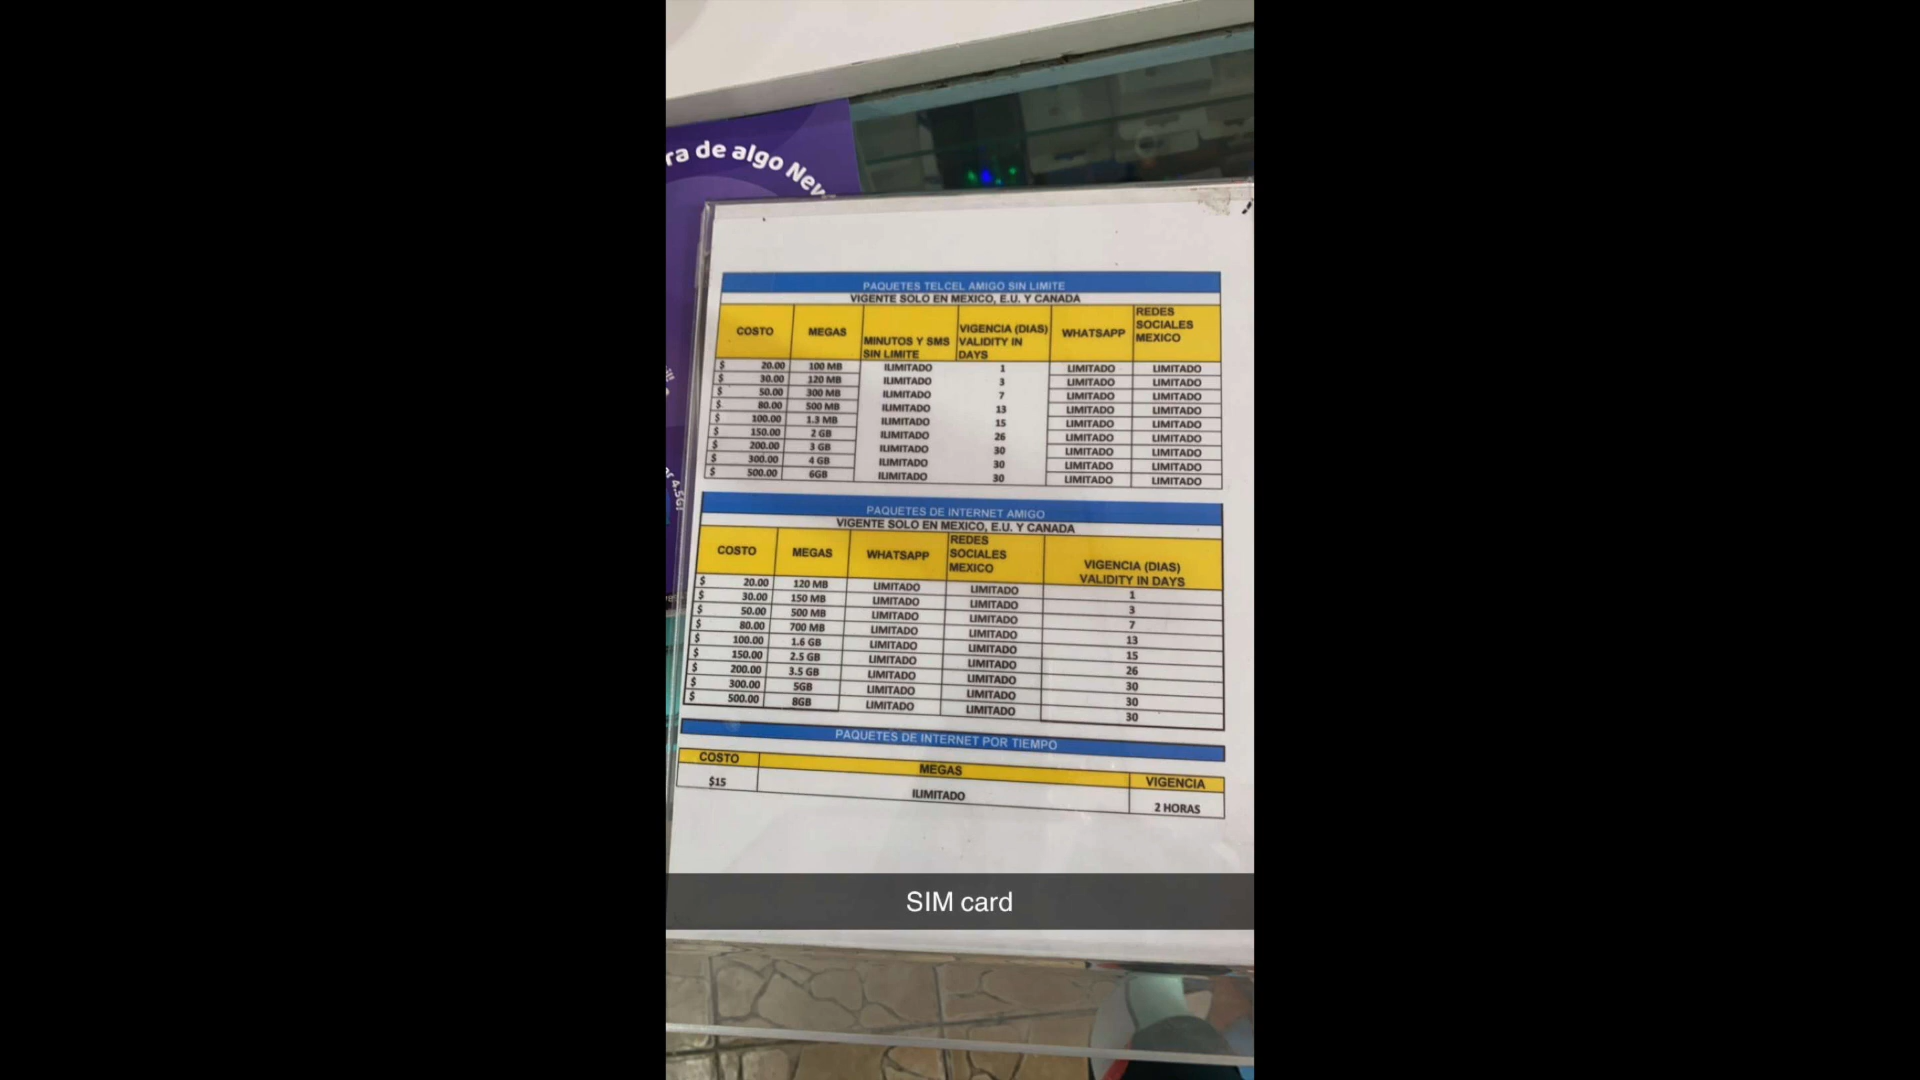 ra de algo Nev
PAQUETES TELCEL AMIGO SIN LIMITE
VIGENTE SOLO EN MEXICO, E.U. Y CANADA
COSTO MEGAS MINUTOS Y SMS SIN LIMITE VIGENCIA (DIAS) VALIDITY IN DAYS WHATSAPP REDES SOCIALES MEXICO
$ 20.00 100 MB ILIMITADO 1 LIMITADO LIMITADO
$ 30.00 120 MB ILIMITADO 3 LIMITADO LIMITADO
$ 50.00 300 MB ILIMITADO 7 LIMITADO LIMITADO
$ 80.00 500 MB ILIMITADO 13 LIMITADO LIMITADO
$ 100.00 1.3 MB ILIMITADO 15 LIMITADO LIMITADO
$ 150.00 2 GB ILIMITADO 26 LIMITADO LIMITADO
$ 200.00 3 GB ILIMITADO 30 LIMITADO LIMITADO
$ 300.00 4 GB ILIMITADO 30 LIMITADO LIMITADO
$ 500.00 6GB ILIMITADO 30 LIMITADO LIMITADO
4.5G
PAQUETES DE INTERNET AMIGO
VIGENTE SOLO EN MEXICO, E.U. Y CANADA
COSTO MEGAS WHATSAPP REDES SOCIALES MEXICO VIGENCIA (DIAS) VALIDITY IN DAYS
$ 20.00 120 MB LIMITADO LIMITADO 1
$ 30.00 150 MB LIMITADO LIMITADO 3
$ 50.00 500 MB LIMITADO LIMITADO 7
$ 80.00 700 MB LIMITADO LIMITADO 13
$ 100.00 1.6 GB LIMITADO LIMITADO 15
$ 150.00 2.5 GB LIMITADO LIMITADO 26
$ 200.00 3.5 GB LIMITADO LIMITADO 30
$ 300.00 5GB LIMITADO LIMITADO 30
$ 500.00 8GB LIMITADO LIMITADO 30
PAQUETES DE INTERNET POR TIEMPO
COSTO MEGAS VIGENCIA
$15 ILIMITADO 2 HORAS
SIM card